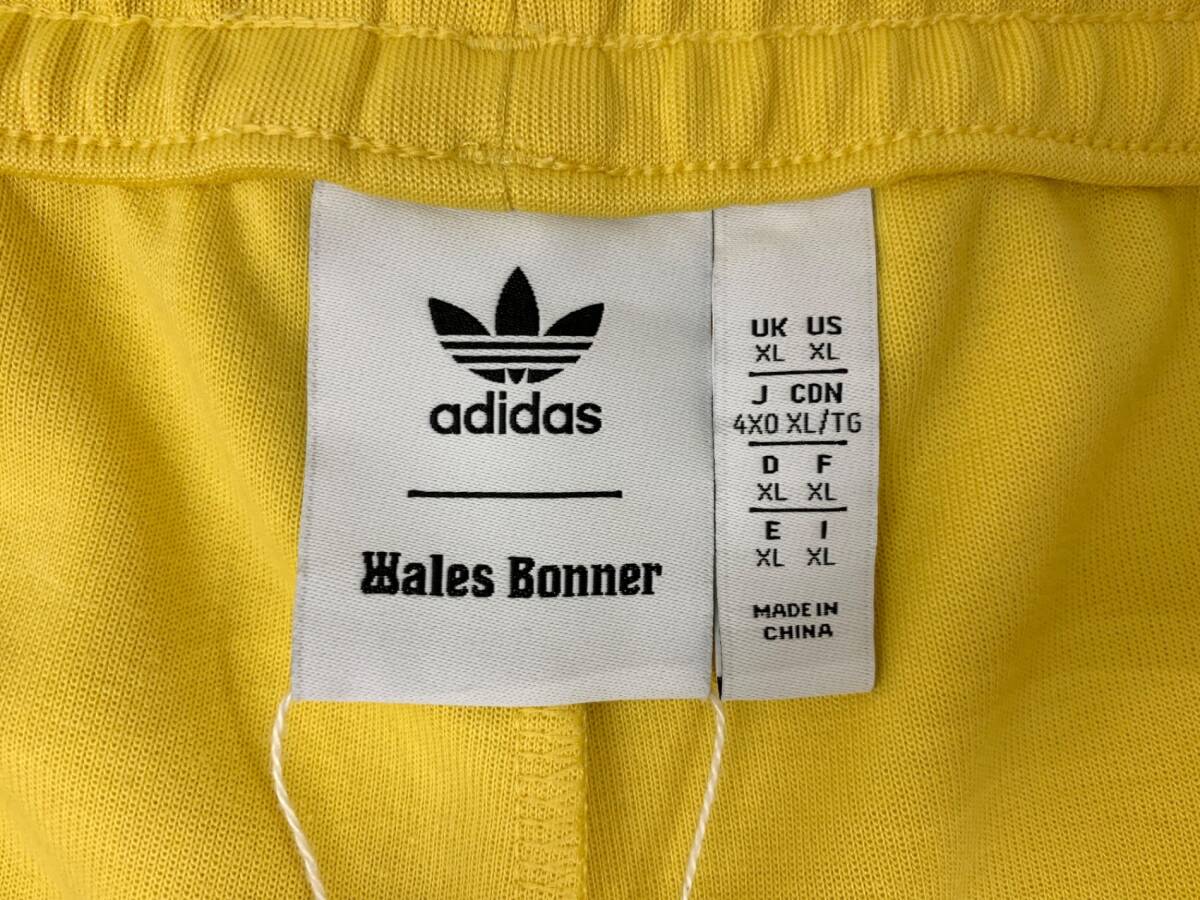 adidas
Wales Bonner
UK US
XL XL
J CDN
4XO XL/TG
D F
XL XL
E I
XL XL
MADE IN
CHINA